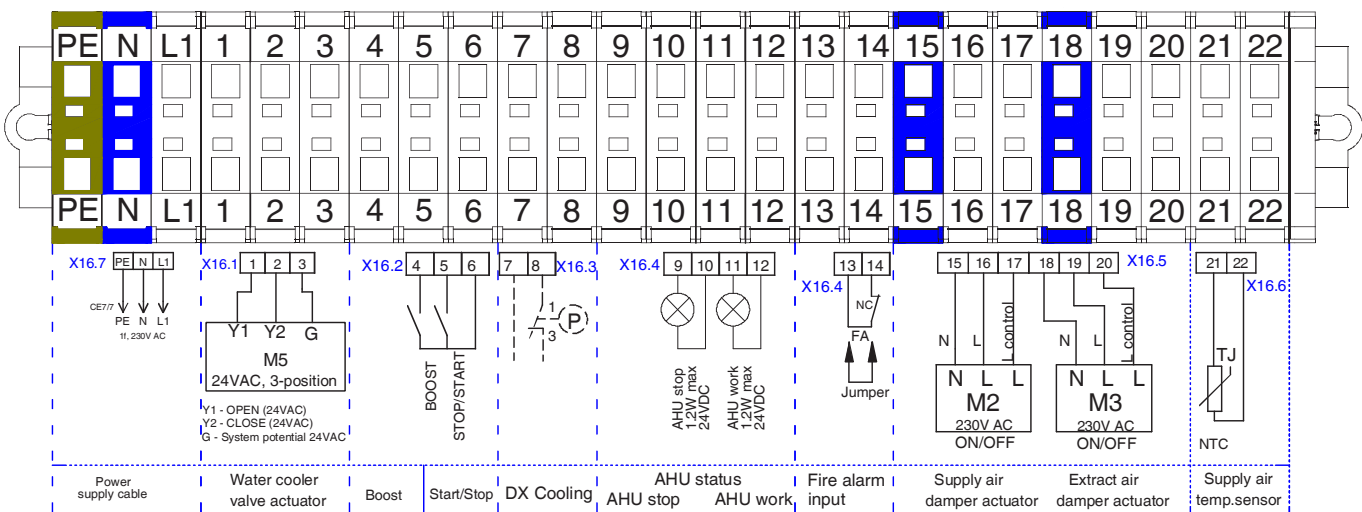 PE N L1 1 2 3 4 5 6 7 8 9 10 11 12 13 14 15 16 17 18 19 20 21 22
PE N L1 1 2 3 4 5 6 7 8 9 10 11 12 13 14 15 16 17 18 19 20 21 22
X16.7 PE N L1
CE7/7
PE N L1
1f, 230V AC
X16.1 1 2 3
Y1 Y2 G
M5
24VAC, 3-position
Y1 - OPEN (24VAC)
Y2 - CLOSE (24VAC)
G - System potential 24VAC
X16.2 4 5 6
BOOST
STOP/START
7 8 X16.3
1
P
3
X16.4 9 10 11 12
AHU stop
1.2W max
24VDC
AHU work
1.2W max
24VDC
13 14
X16.4
NC
FA
Jumper
15 16 17 18 19 20 X16.5
N L L control
N L L
M2
230V AC
ON/OFF
N L L control
N L L
M3
230V AC
ON/OFF
21 22
X16.6
TJ
NTC
Power
supply cable
Water cooler
valve actuator
Boost
Start/Stop
DX Cooling
AHU status
AHU stop AHU work
Fire alarm
input
Supply air
damper actuator
Extract air
damper actuator
Supply air
temp.sensor